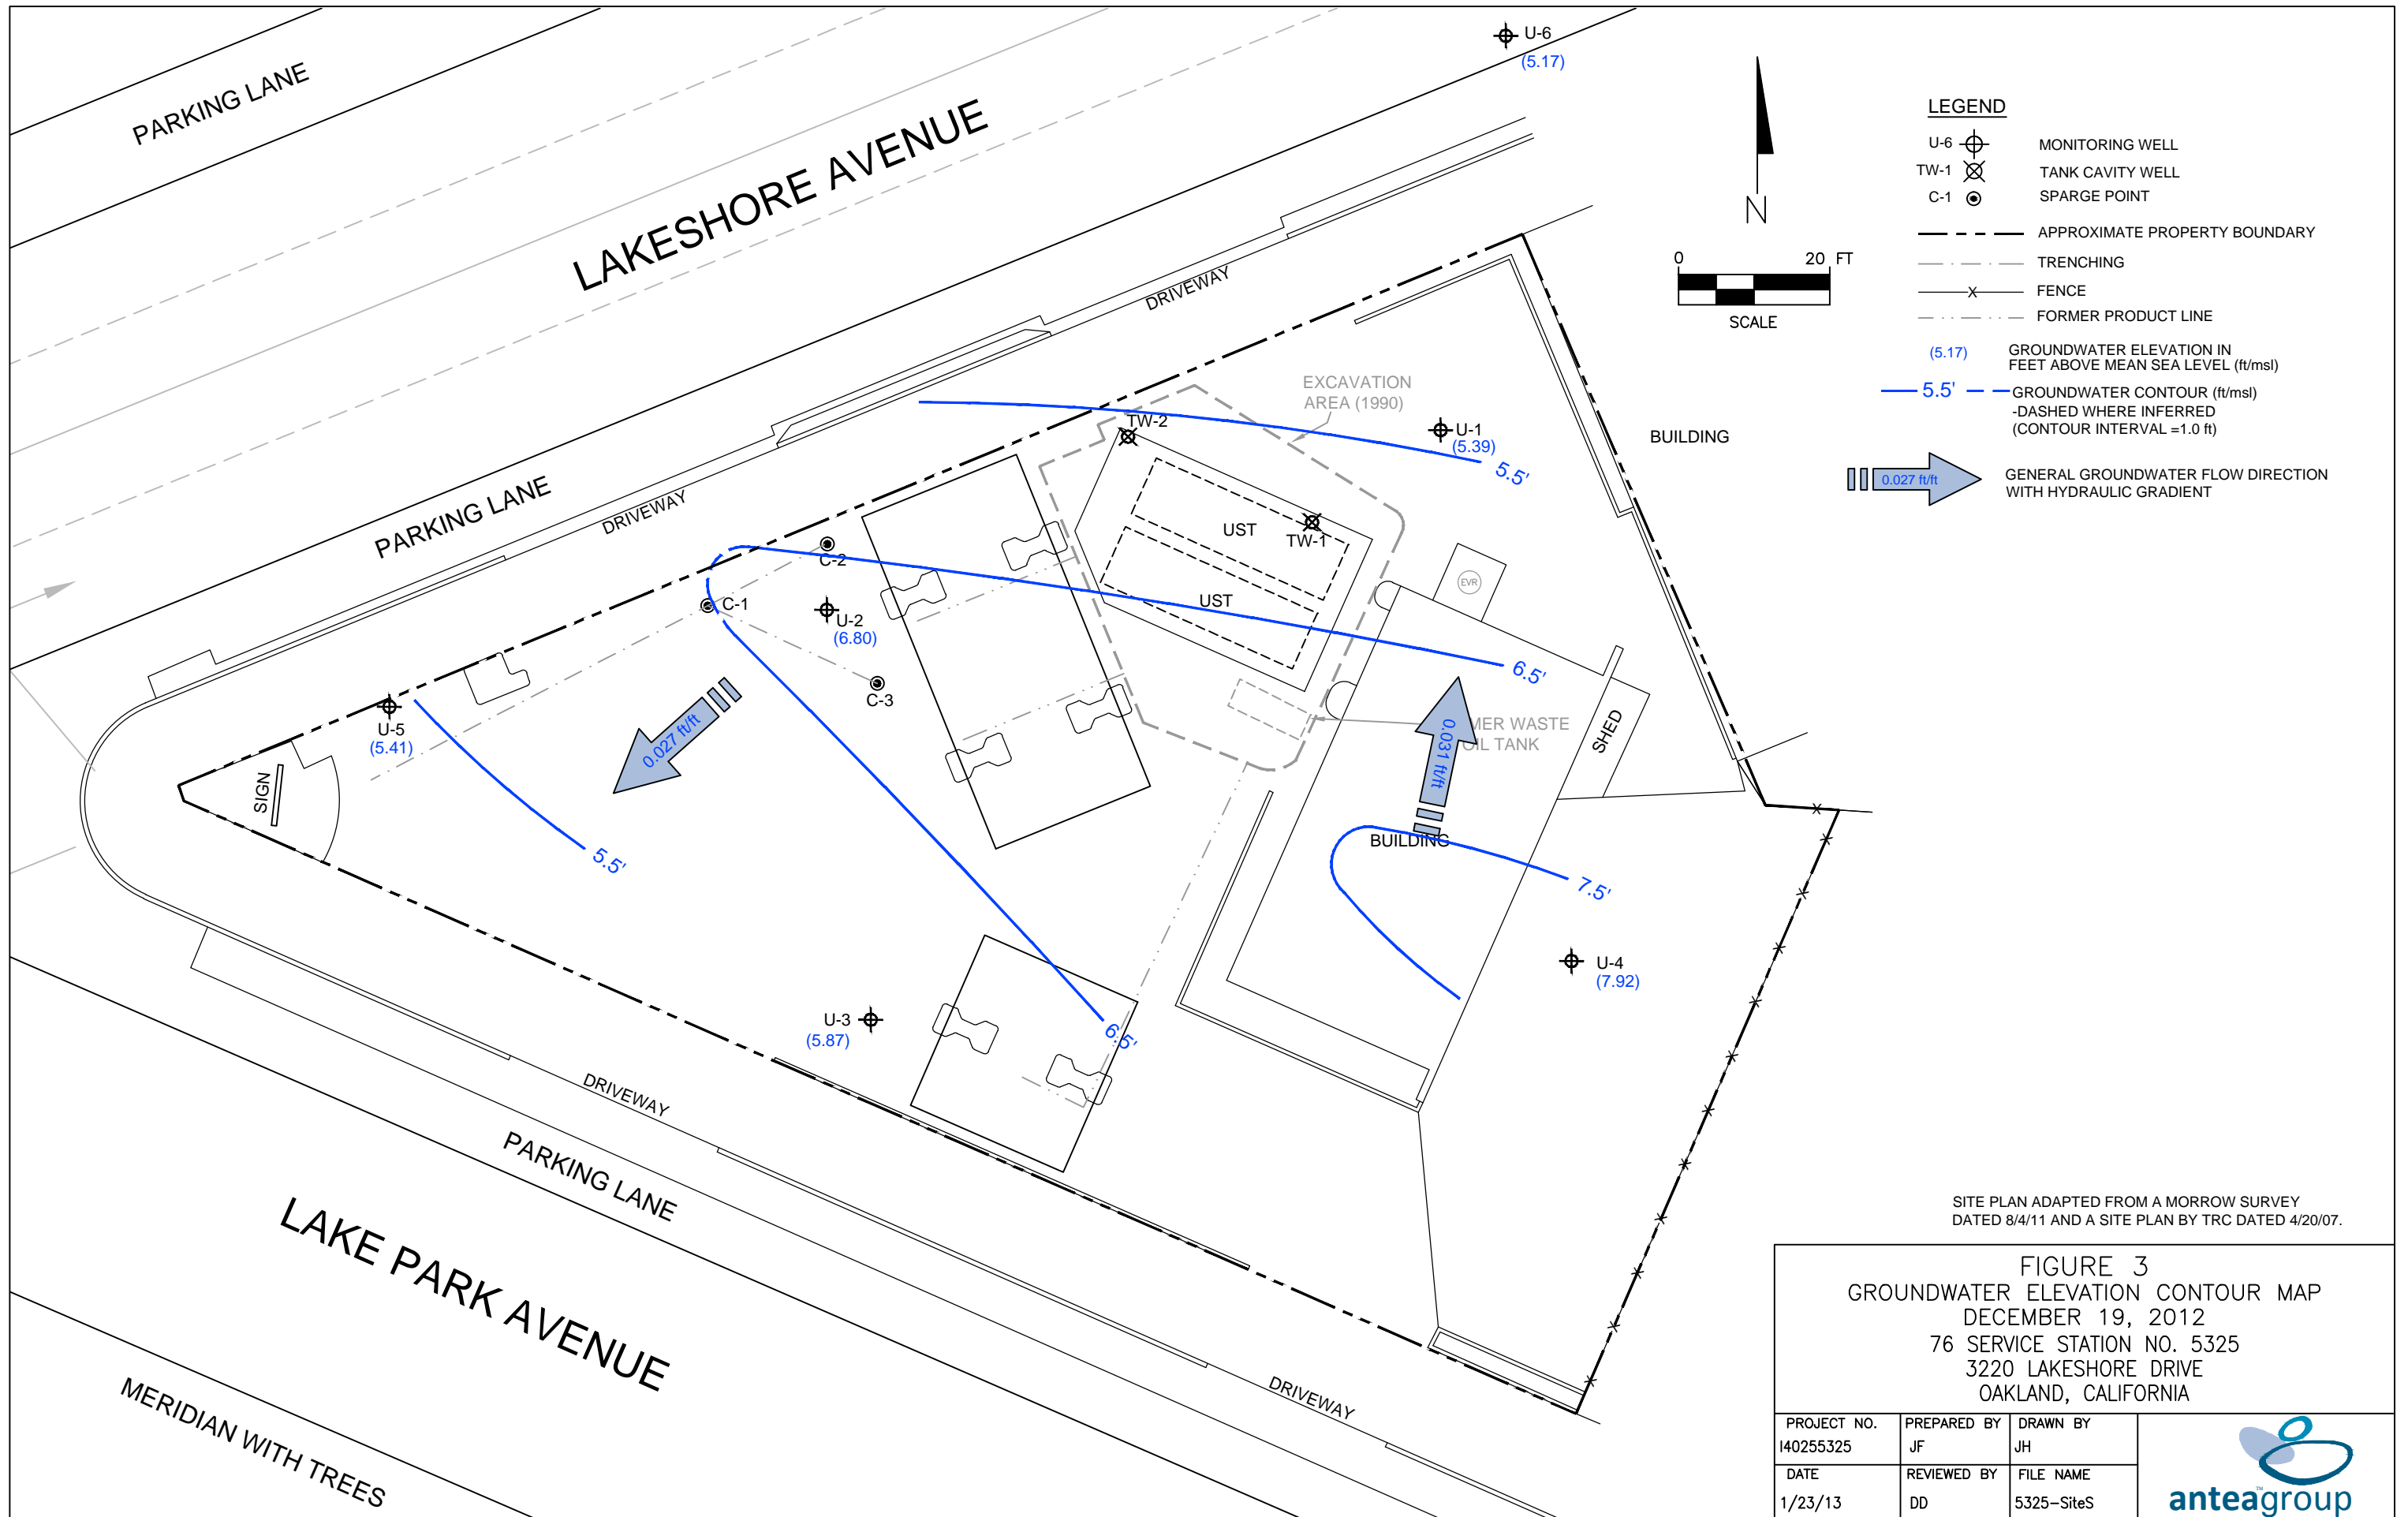 U-6
(5.17)
PARKING LANE
LAKESHORE AVENUE
N
0 20 FT
SCALE
LEGEND
U-6 MONITORING WELL
TW-1 TANK CAVITY WELL
C-1 SPARGE POINT
APPROXIMATE PROPERTY BOUNDARY
TRENCHING
X FENCE
FORMER PRODUCT LINE
(5.17) GROUNDWATER ELEVATION IN
FEET ABOVE MEAN SEA LEVEL (ft/msl)
5.5' GROUNDWATER CONTOUR (ft/msl)
-DASHED WHERE INFERRED
(CONTOUR INTERVAL =1.0 ft)
0.027 ft/ft GENERAL GROUNDWATER FLOW DIRECTION
WITH HYDRAULIC GRADIENT
DRIVEWAY
EXCAVATION
AREA (1990)
TW-2
U-1
(5.39)
5.5'
BUILDING
PARKING LANE
DRIVEWAY
UST
TW-1
UST
EVR
C-2
C-1
U-2
(6.80)
C-3
6.5'
U-5
(5.41)
0.027 ft/ft
0.031 ft/ft
MER WASTE
OIL TANK
SHED
SIGN
5.5'
BUILDING
7.5'
U-4
(7.92)
U-3
(5.87)
6.5'
DRIVEWAY
PARKING LANE
LAKE PARK AVENUE
DRIVEWAY
MERIDIAN WITH TREES
SITE PLAN ADAPTED FROM A MORROW SURVEY
DATED 8/4/11 AND A SITE PLAN BY TRC DATED 4/20/07.
FIGURE 3
GROUNDWATER ELEVATION CONTOUR MAP
DECEMBER 19, 2012
76 SERVICE STATION NO. 5325
3220 LAKESHORE DRIVE
OAKLAND, CALIFORNIA
PROJECT NO. PREPARED BY DRAWN BY
I40255325 JF JH
DATE REVIEWED BY FILE NAME
1/23/13 DD 5325-SiteS
anteagroup™